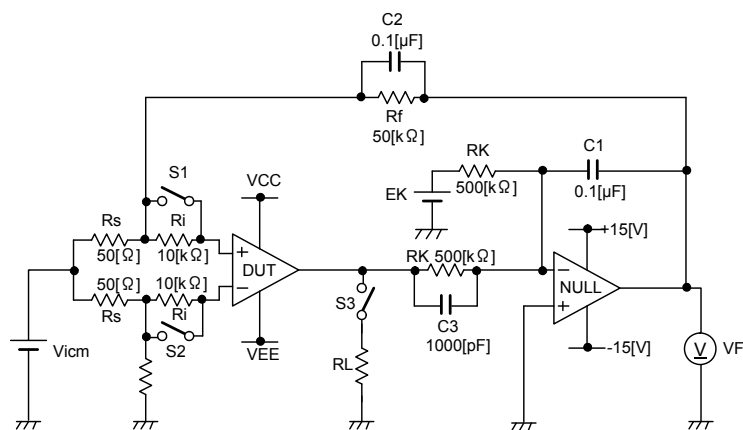 C2
0.1[µF]
Rf
50[kΩ]
RK
500[kΩ]
C1
0.1[µF]
EK
S1
VCC
Rs
50[Ω]
Ri
10[kΩ]
+15[V]
RK 500[kΩ]
+
DUT
−
50[Ω]
10[kΩ]
Rs
Ri
S2
S3
−
NULL
+
C3
1000[pF]
Vicm
VEE
RL
-15[V]
V
VF